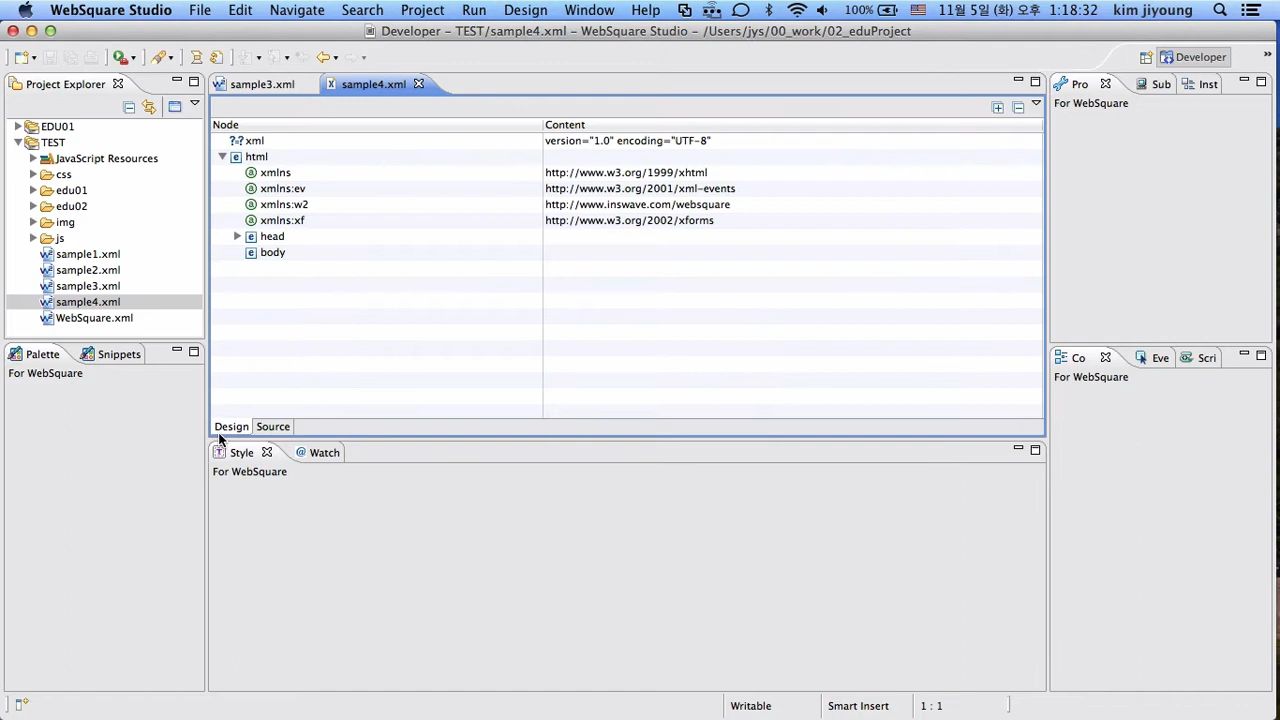 WebSquare Studio File Edit Navigate Search Project Run Design Window Help 100% 11월 5일 (화) 오후 1:18:32 kim jiyoung
Developer - TEST/sample4.xml - WebSquare Studio - /Users/jys/00_work/02_eduProject
Developer
Project Explorer
EDU01
TEST
JavaScript Resources
css
edu01
edu02
img
js
sample1.xml
sample2.xml
sample3.xml
sample4.xml
WebSquare.xml
Palette Snippets
For WebSquare
sample3.xml sample4.xml
Node Content
xml version="1.0" encoding="UTF-8"
html
xmlns http://www.w3.org/1999/xhtml
xmlns:ev http://www.w3.org/2001/xml-events
xmlns:w2 http://www.inswave.com/websquare
xmlns:xf http://www.w3.org/2002/xforms
head
body
Design Source
Style Watch
For WebSquare
Pro Sub Inst
For WebSquare
Co Eve Scri
For WebSquare
Writable Smart Insert 1 : 1